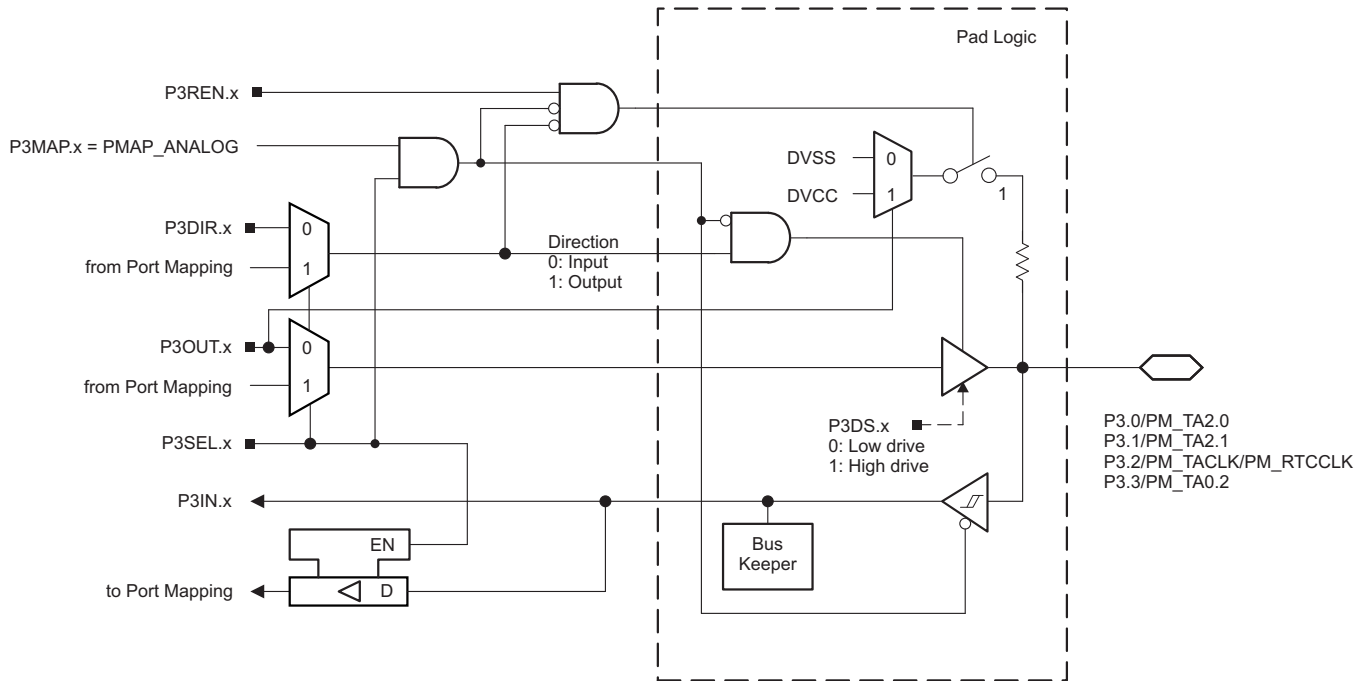 Pad Logic
P3REN.x
P3MAP.x = PMAP_ANALOG
DVSS
0
DVCC
1
1
P3DIR.x
0
from Port Mapping
1
Direction
0: Input
1: Output
P3OUT.x
0
from Port Mapping
1
P3SEL.x
P3DS.x
0: Low drive
1: High drive
P3.0/PM_TA2.0
P3.1/PM_TA2.1
P3.2/PM_TACLK/PM_RTCCLK
P3.3/PM_TA0.2
P3IN.x
EN
Bus
Keeper
to Port Mapping
D